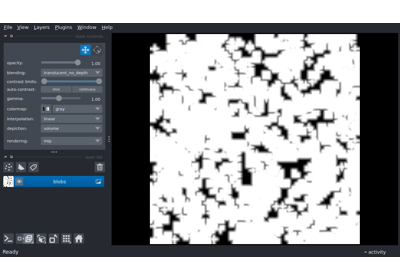 File View Layers Plugins Window Help
opacity: 1.00
blending: translucent_no_depth
contrast limits:
auto-contrast: once continuous
gamma: 1.00
colormap: gray
interpolation: linear
depiction: volume
rendering: mip
blobs
Ready activity